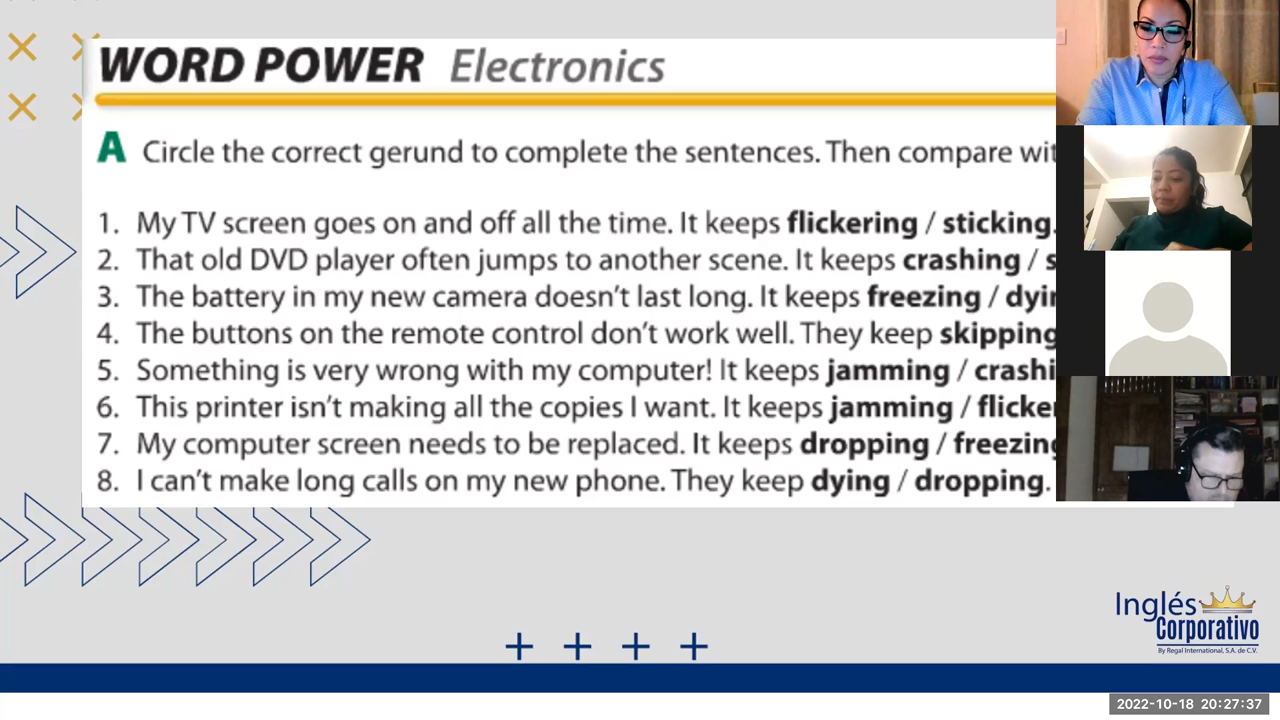 WORD POWER Electronics
A Circle the correct gerund to complete the sentences. Then compare
1. My TV screen goes on and off all the time. It keeps flickering / sticking.
2. That old DVD player often jumps to another scene. It keeps crashing /
3. The battery in my new camera doesn't last long. It keeps freezing /
4. The buttons on the remote control don't work well. They keep skipping
5. Something is very wrong with my computer! It keeps jamming /
6. This printer isn't making all the copies I want. It keeps jamming /
7. My computer screen needs to be replaced. It keeps dropping / freezing
8. I can't make long calls on my new phone. They keep dying / dropping.
Inglés
Corporativo
By Regal International, S.A. de C.V.
2022-10-18 20:27:37